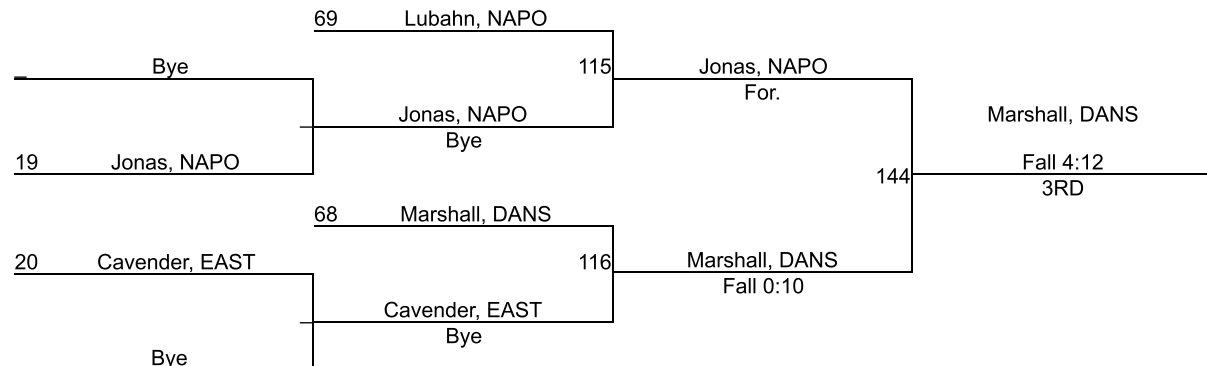 69 Lubahn, NAPO
_ Bye
115 Jonas, NAPO
For.
Jonas, NAPO
Bye
Marshall, DANS
19 Jonas, NAPO
Fall 4:12
144
3RD
68 Marshall, DANS
20 Cavender, EAST
116 Marshall, DANS
Fall 0:10
Cavender, EAST
Bye
Bye